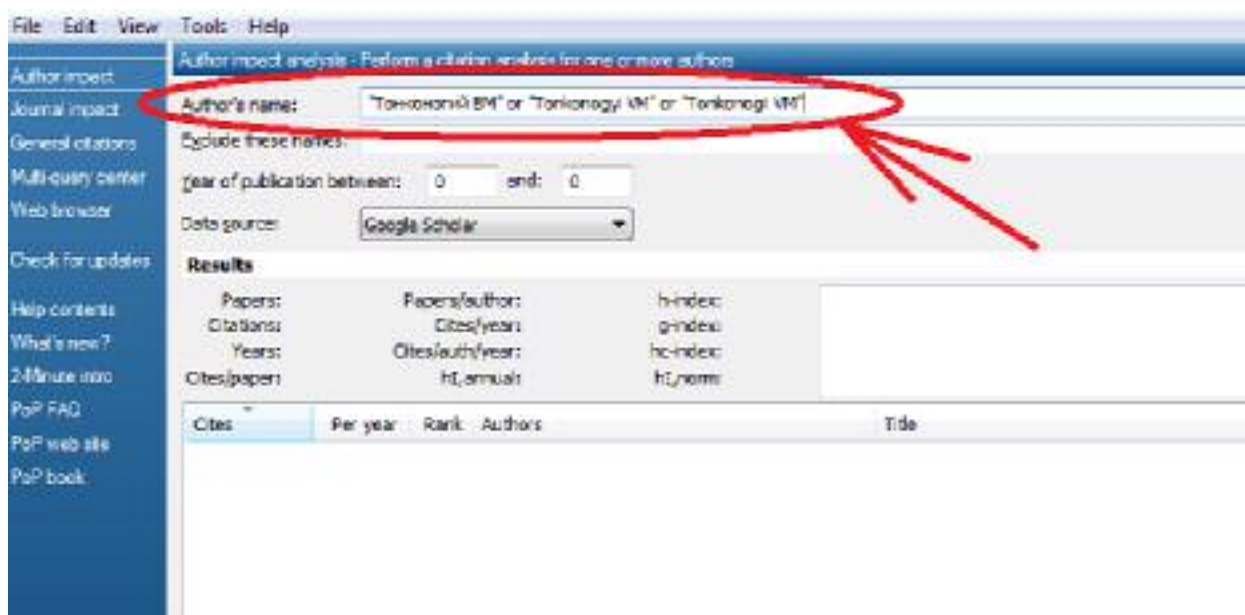 File Edit View Tools Help
Author impact
Journal impact
General citations
Multi-query center
Web browser
Check for updates
Help contents
What's new?
2-Minute intro
PoP FAQ
PoP web site
PoP book
Author impact analysis - Perform a citation analysis for one or more authors
Author's name: "Тонконогий ВМ" or "Tonkonogyi VM" or "Tonkonogi VM"
Exclude these names:
Year of publication between: 0 and: 0
Data source: Google Scholar
Results
Papers: Papers/author: h-index:
Citations: Cites/year: g-index:
Years: Cites/auth/year: hc-index:
Cites/paper: hI,annual: hI,norm:
Cites Per year Rank Authors Title